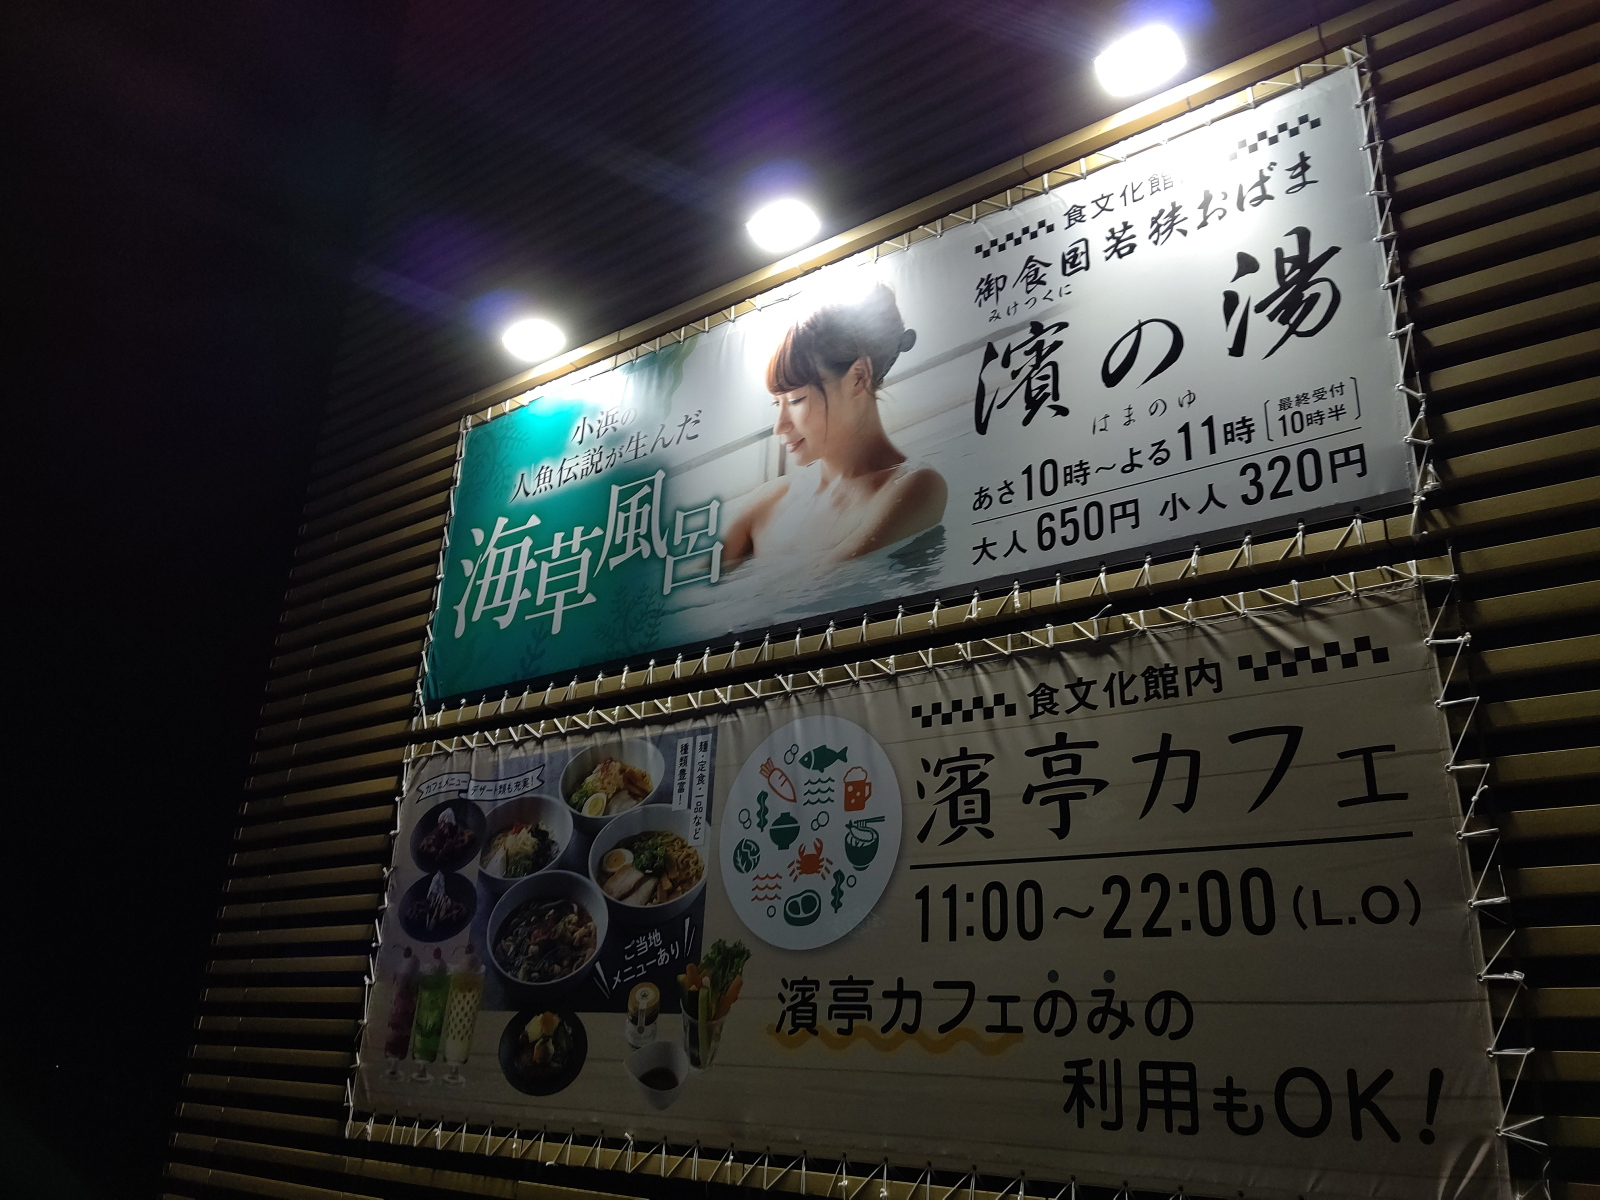 小浜の
人魚伝説が生んだ
海草風呂
食文化館
御食国若狭おばま
みけつくに
濱の湯
はまのゆ
あさ10時～よる11時
最終受付
10時半
大人650円 小人320円
カフェメニュー
デザート類も充実!
麺・定食・一品など
種類豊富!
ご当地
メニューあり
食文化館内
濱亭カフェ
11:00～22:00(L.O)
濱亭カフェのみの
利用もOK!